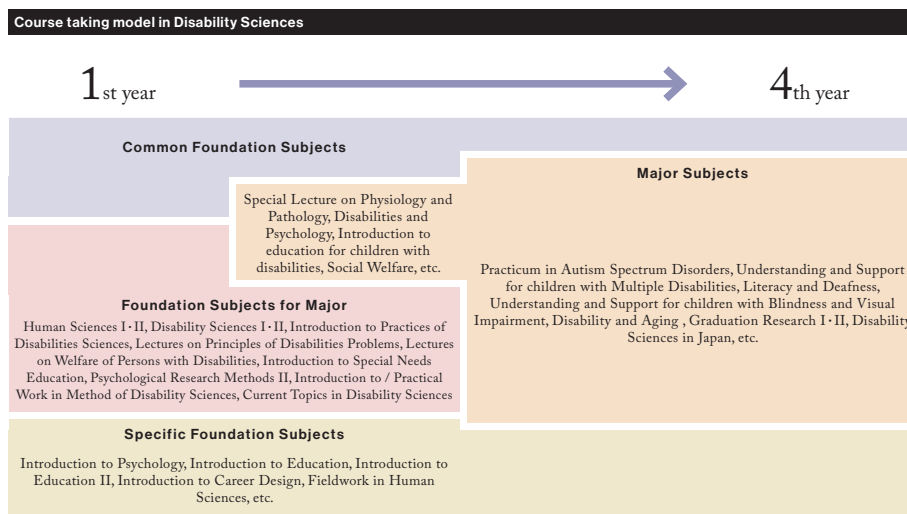 Course taking model in Disability Sciences
1st year
4th year
Common Foundation Subjects
Major Subjects
Special Lecture on Physiology and
Pathology, Disabilities and
Psychology, Introduction to
education for children with
disabilities, Social Welfare, etc.
Practicum in Autism Spectrum Disorders, Understanding and Support
for children with Multiple Disabilities, Literacy and Deafness,
Understanding and Support for children with Blindness and Visual
Impairment, Disability and Aging , Graduation Research I・II, Disability
Sciences in Japan, etc.
Foundation Subjects for Major
Human Sciences I・II, Disability Sciences I・II, Introduction to Practices of
Disabilities Sciences, Lectures on Principles of Disabilities Problems, Lectures
on Welfare of Persons with Disabilities, Introduction to Special Needs
Education, Psychological Research Methods II, Introduction to / Practical
Work in Method of Disability Sciences, Current Topics in Disability Sciences
Specific Foundation Subjects
Introduction to Psychology, Introduction to Education, Introduction to
Education II, Introduction to Career Design, Fieldwork in Human
Sciences, etc.